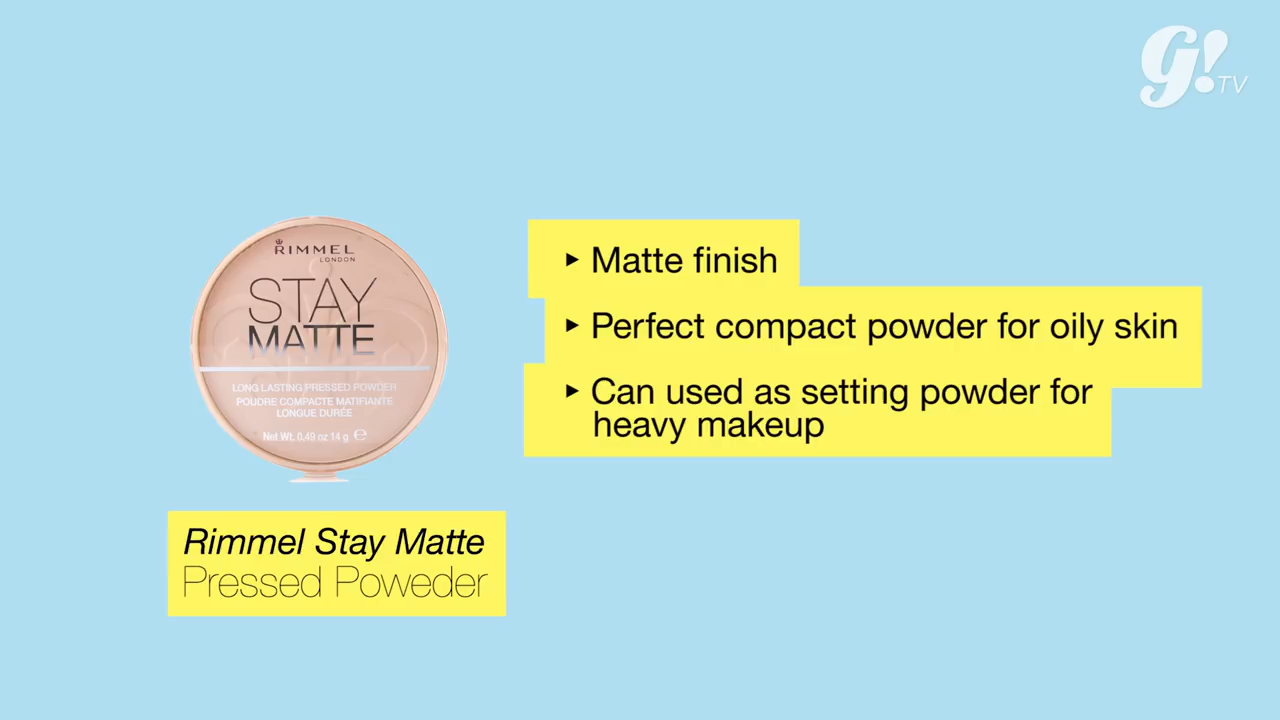 G!TV
RIMMEL
LONDON
STAY
MATTE
LONG LASTING PRESSED POWDER
POUDRE COMPACTE MATIFIANTE
LONGUE DURÉE
Net Wt. 0.49 oz 14 g ℮
▸ Matte finish
▸ Perfect compact powder for oily skin
▸ Can used as setting powder for
heavy makeup
Rimmel Stay Matte
Pressed Poweder